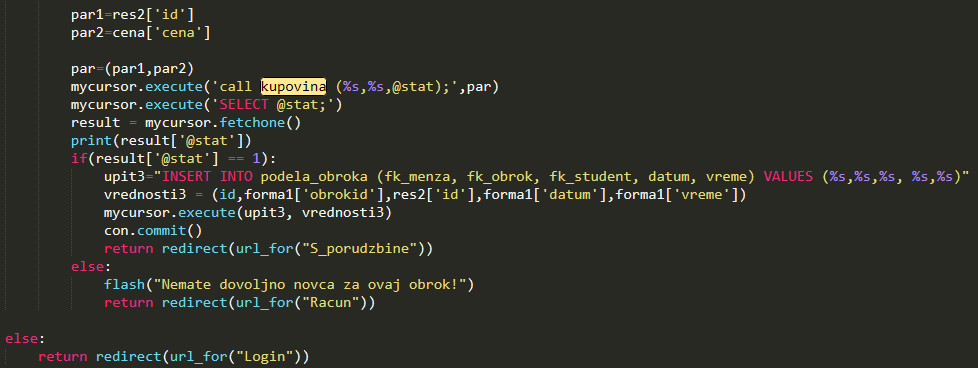 par1=res2['id']
par2=cena['cena']
par=(par1,par2)
mycursor.execute('call kupovina (%s,%s,@stat);',par)
mycursor.execute('SELECT @stat;')
result = mycursor.fetchone()
print(result['@stat'])
if(result['@stat'] == 1):
upit3="INSERT INTO podela_obroka (fk_menza, fk_obrok, fk_student, datum, vreme) VALUES (%s,%s,%s, %s,%s)"
vrednosti3 = (id,forma1['obrokid'],res2['id'],forma1['datum'],forma1['vreme'])
mycursor.execute(upit3, vrednosti3)
con.commit()
return redirect(url_for("S_porudzbine"))
else:
flash("Nemate dovoljno novca za ovaj obrok!")
return redirect(url_for("Racun"))
else:
return redirect(url_for("Login"))